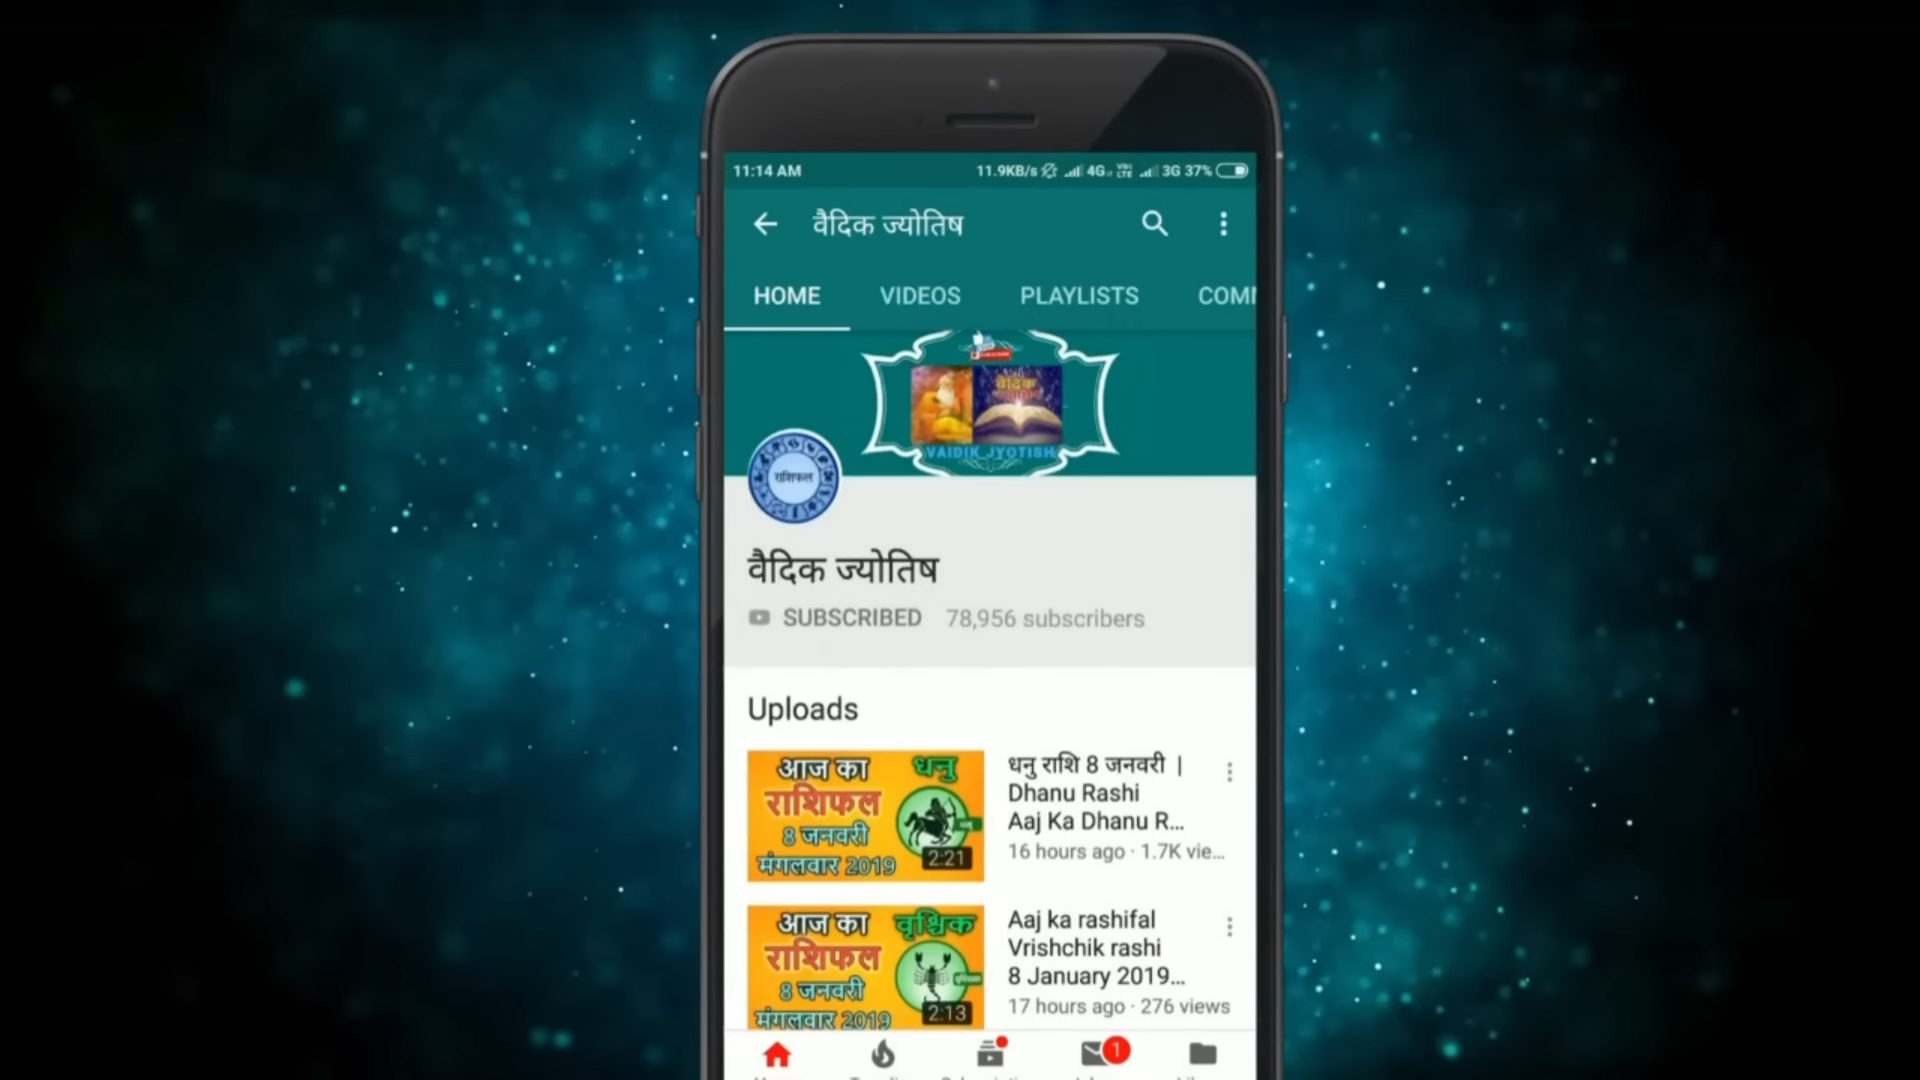 11:14 AM 11.9KB/s 4G VoLTE 3G 37%
वैदिक ज्योतिष
HOME VIDEOS PLAYLISTS COMM
वैदिक
VAIDIK JYOTISH
राशिफल
वैदिक ज्योतिष
SUBSCRIBED 78,956 subscribers
Uploads
आज का धनु
राशिफल
8 जनवरी
मंगलवार 2019
2:21
धनु राशि 8 जनवरी |
Dhanu Rashi
Aaj Ka Dhanu R...
16 hours ago · 1.7K vie...
आज का वृश्चिक
राशिफल
8 जनवरी
मंगलवार 2019
2:13
Aaj ka rashifal
Vrishchik rashi
8 January 2019...
17 hours ago · 276 views
1